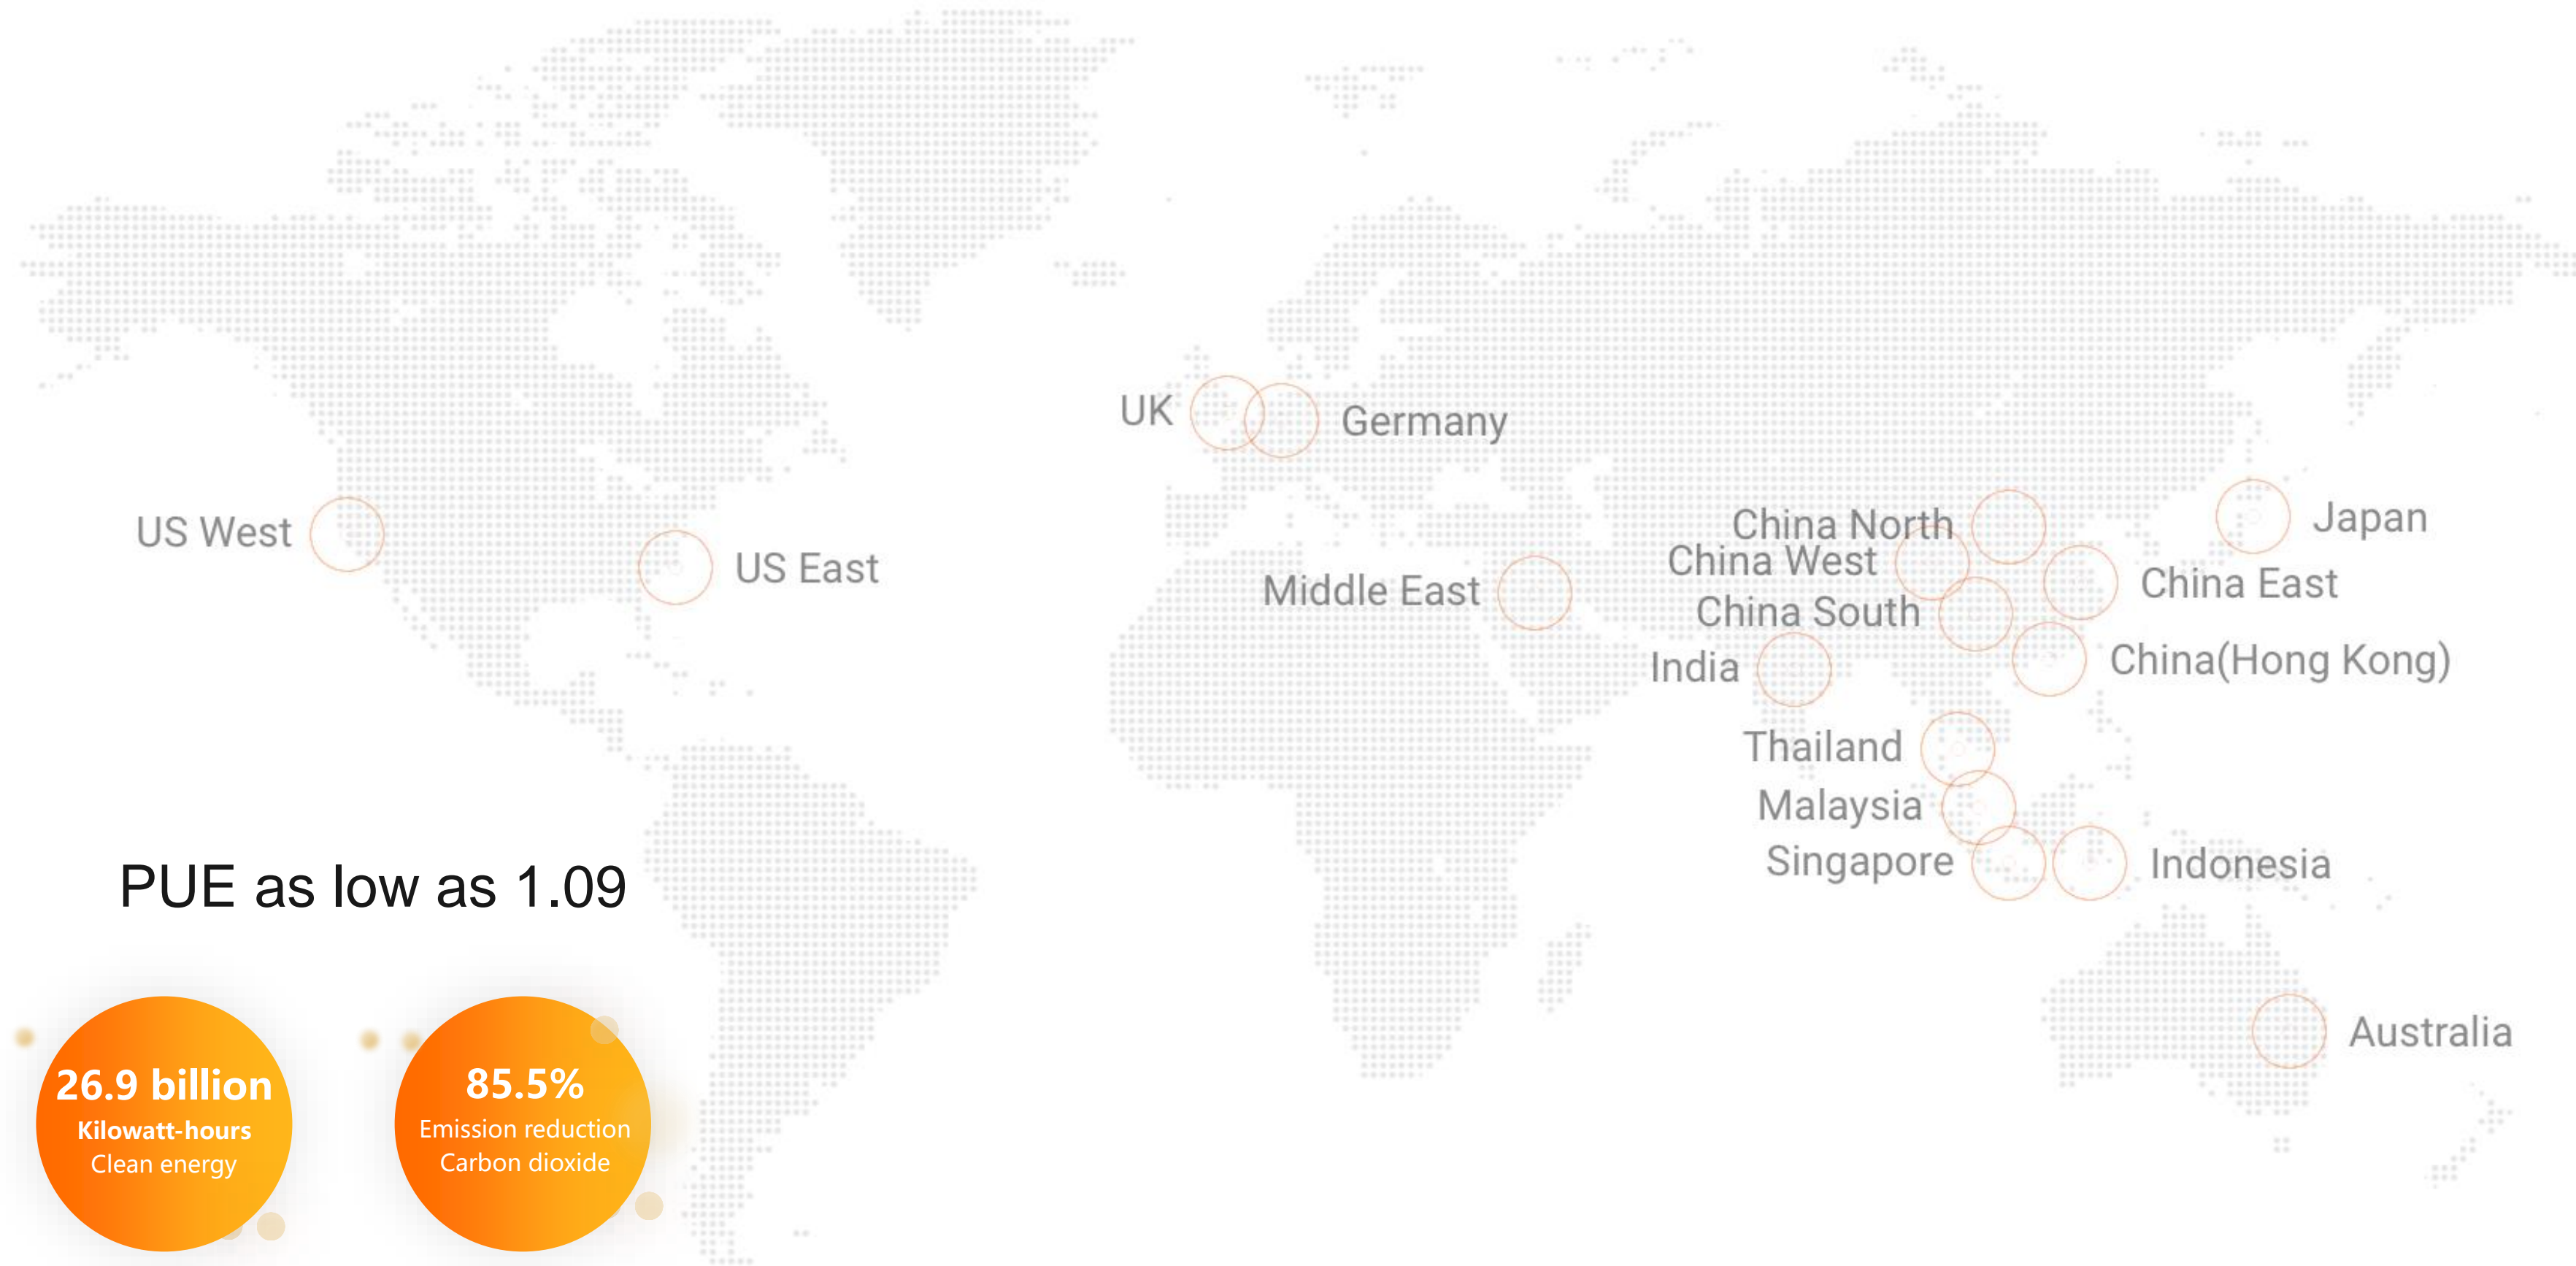 UK
Germany
US West
US East
China North
Japan
China West
Middle East
China East
China South
China(Hong Kong)
India
Thailand
Malaysia
Singapore
Indonesia
PUE as low as 1.09
Australia
26.9 billion
Kilowatt-hours
Clean energy
85.5%
Emission reduction
Carbon dioxide